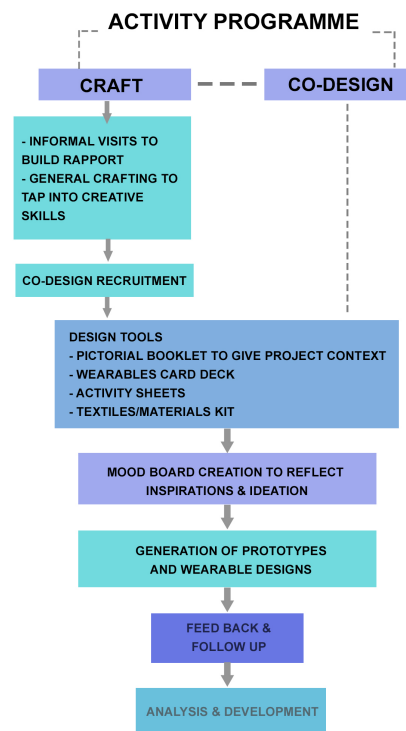 ACTIVITY PROGRAMME
CRAFT
CO-DESIGN
- INFORMAL VISITS TO
BUILD RAPPORT
- GENERAL CRAFTING TO
TAP INTO CREATIVE
SKILLS
CO-DESIGN RECRUITMENT
DESIGN TOOLS
- PICTORIAL BOOKLET TO GIVE PROJECT CONTEXT
- WEARABLES CARD DECK
- ACTIVITY SHEETS
- TEXTILES/MATERIALS KIT
MOOD BOARD CREATION TO REFLECT
INSPIRATIONS & IDEATION
GENERATION OF PROTOTYPES
AND WEARABLE DESIGNS
FEED BACK &
FOLLOW UP
ANALYSIS & DEVELOPMENT